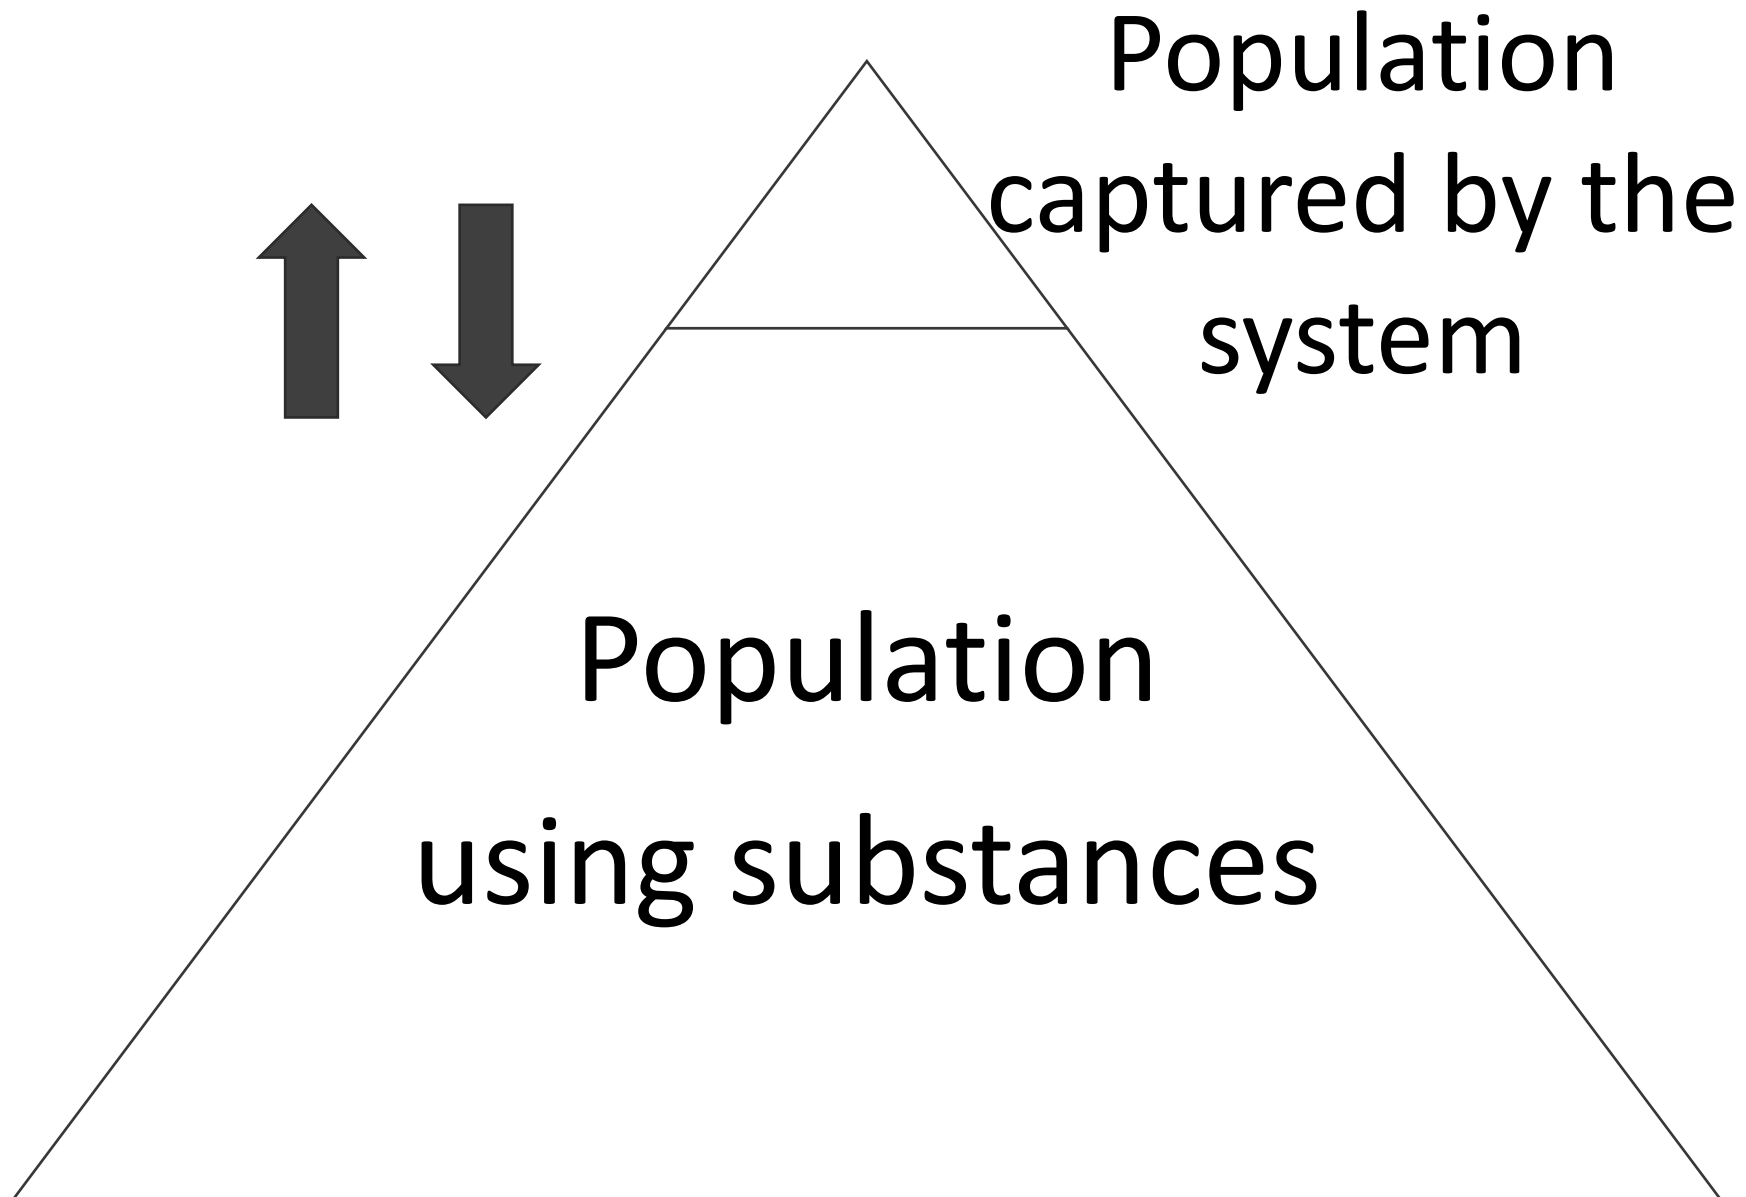 Population
captured by the
system
Population
using substances